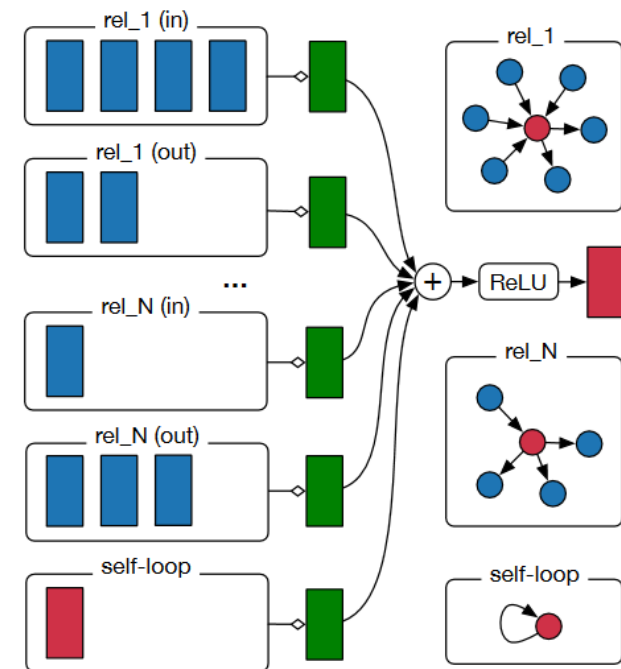 rel_1 (in)
rel_1 (out)
...
rel_N (in)
rel_N (out)
self-loop
+
ReLU
rel_1
rel_N
self-loop